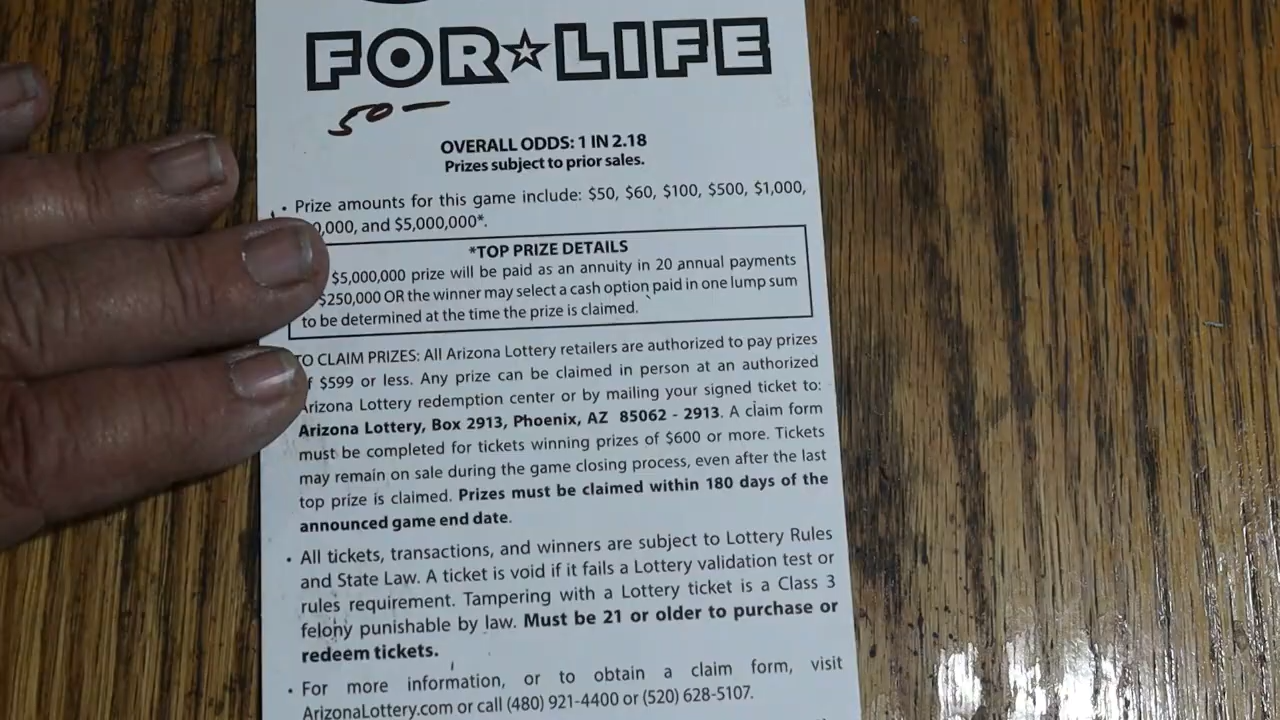 FOR☆LIFE
50-
OVERALL ODDS: 1 IN 2.18
Prizes subject to prior sales.
• Prize amounts for this game include: $50, $60, $100, $500, $1,000,
0,000, and $5,000,000*.
*TOP PRIZE DETAILS
$5,000,000 prize will be paid as an annuity in 20 annual payments
$250,000 OR the winner may select a cash option paid in one lump sum
to be determined at the time the prize is claimed.
TO CLAIM PRIZES: All Arizona Lottery retailers are authorized to pay prizes
$599 or less. Any prize can be claimed in person at an authorized
Arizona Lottery redemption center or by mailing your signed ticket to:
Arizona Lottery, Box 2913, Phoenix, AZ 85062 - 2913. A claim form
must be completed for tickets winning prizes of $600 or more. Tickets
may remain on sale during the game closing process, even after the last
top prize is claimed. Prizes must be claimed within 180 days of the
announced game end date.
• All tickets, transactions, and winners are subject to Lottery Rules
and State Law. A ticket is void if it fails a Lottery validation test or
rules requirement. Tampering with a Lottery ticket is a Class 3
felony punishable by law. Must be 21 or older to purchase or
redeem tickets.
• For more information, or to obtain a claim form, visit
ArizonaLottery.com or call (480) 921-4400 or (520) 628-5107.